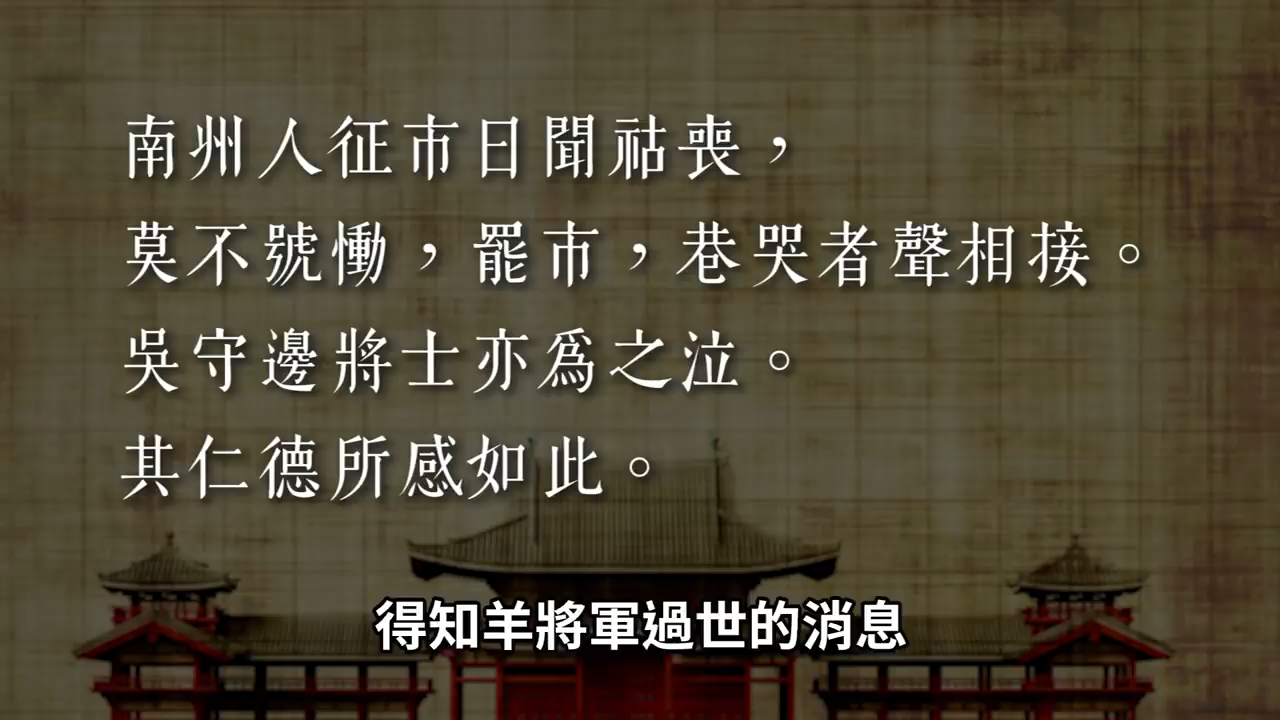 南州人征市日聞祜喪，
莫不號慟，罷市，巷哭者聲相接。
吳守邊將士亦爲之泣。
其仁德所感如此。
得知羊將軍過世的消息